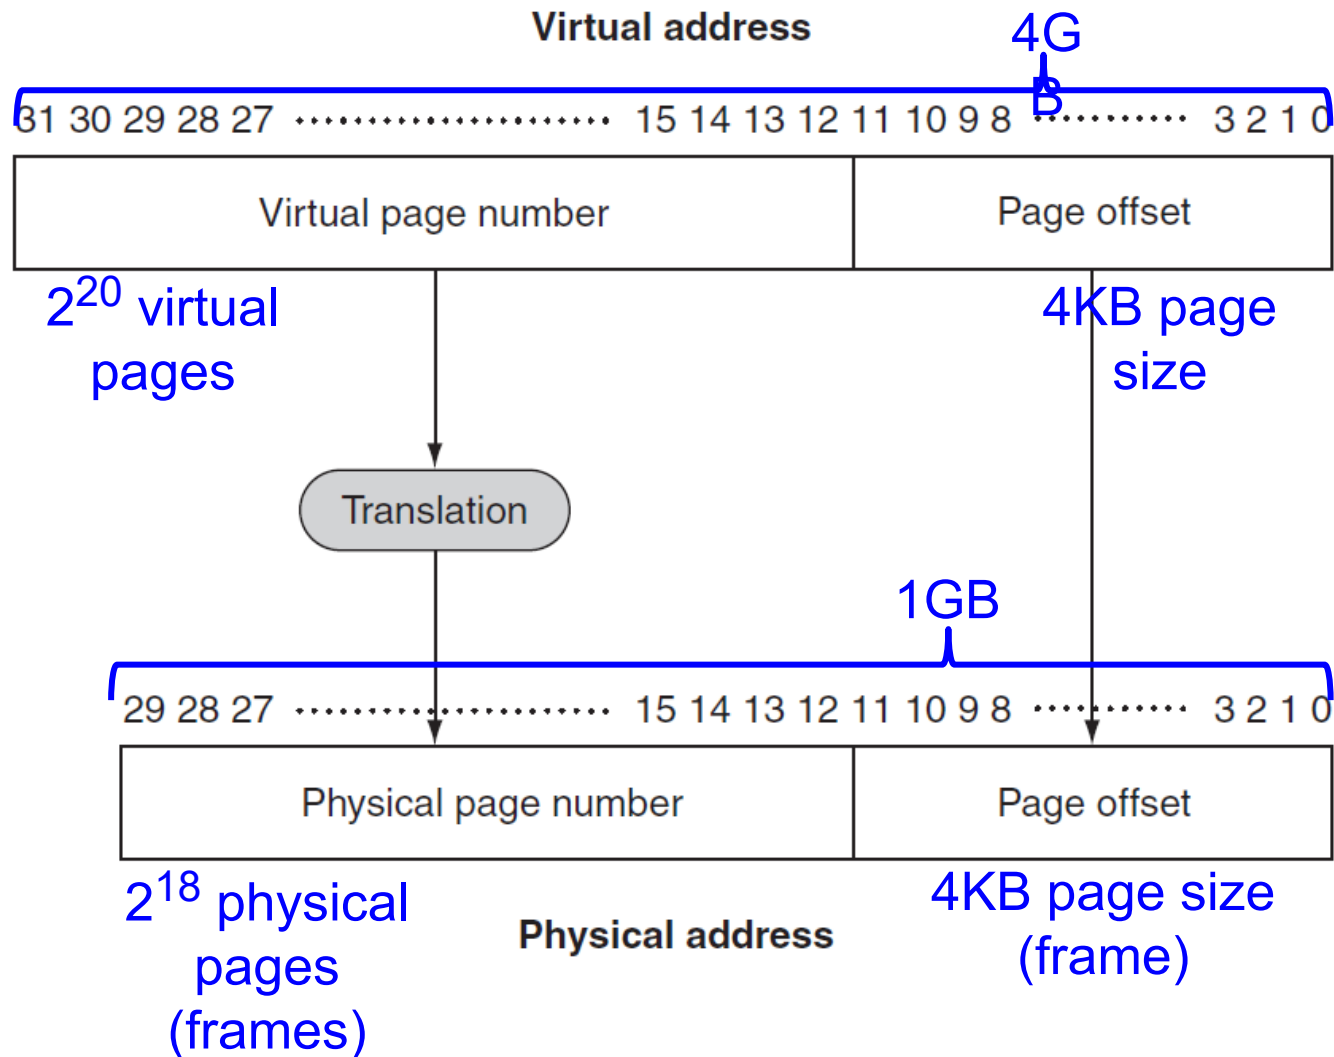 Virtual address
4G
B
31 30 29 28 27 ·················· 15 14 13 12 11 10 9 8 ·········· 3 2 1 0
Virtual page number
Page offset
2^20 virtual
pages
4KB page
size
Translation
1GB
29 28 27 ·················· 15 14 13 12 11 10 9 8 ·········· 3 2 1 0
Physical page number
Page offset
2^18 physical
pages
(frames)
Physical address
4KB page size
(frame)